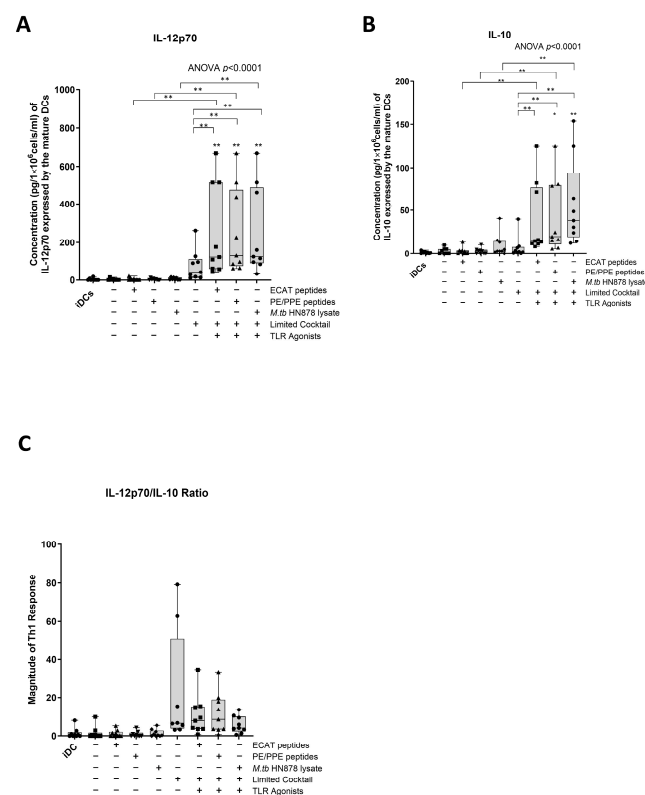 A
IL-12p70
ANOVA p<0.0001
**
**
**
**
**
**
** ** **
Concentration (pg/1×10⁶cells/ml) of
IL-12p70 expressed by the mature DCs
1000
800
600
400
200
0
iDCs
− + − − − + − − ECAT peptides
− − + − − − + − PE/PPE peptides
− − − + − − − + M.tb HN878 lysate
− − − − + + + + Limited Cocktail
− − − − − + + + TLR Agonists
B
IL-10
ANOVA p<0.0001
**
**
**
**
**
**
* **
Concentration (pg/1×10⁶cells/ml) of
IL-10 expressed by the mature DCs
200
150
100
50
0
iDCs
− + − − − + − − ECAT peptides
− − + − − − + − PE/PPE peptides
− − − + − − − + M.tb HN878 lysate
− − − − + + + + Limited Cocktail
− − − − − + + + TLR Agonists
C
IL-12p70/IL-10 Ratio
Magnitude of Th1 Response
100
80
60
40
20
0
iDC
− + − − − + − − ECAT peptides
− − + − − − + − PE/PPE peptides
− − − + − − − + M.tb HN878 lysate
− − − − + + + + Limited Cocktail
− − − − − + + + TLR Agonists